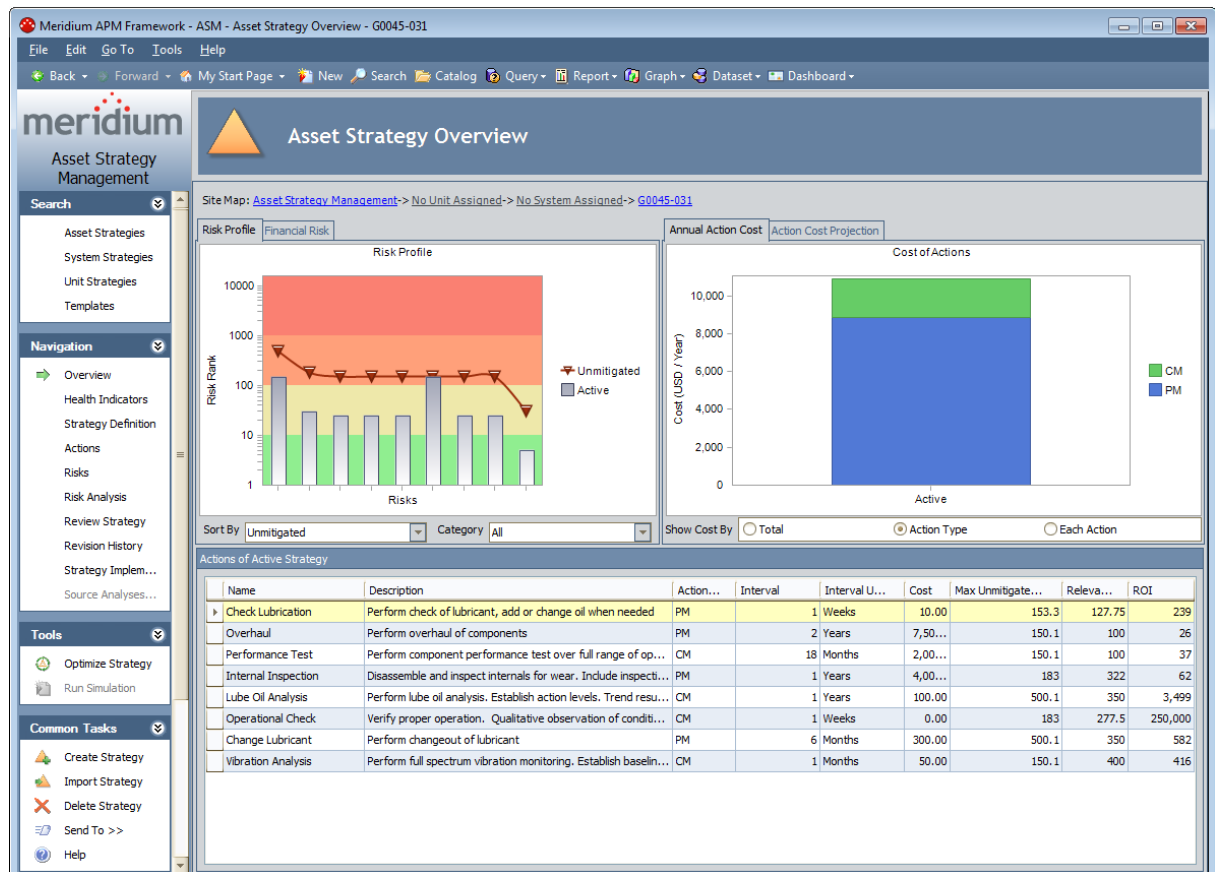 Meridium APM Framework - ASM - Asset Strategy Overview - G0045-031
File Edit Go To Tools Help
Back Forward My Start Page New Search Catalog Query Report Graph Dataset Dashboard
meridium
Asset Strategy
Management
Search
Asset Strategies
System Strategies
Unit Strategies
Templates
Navigation
Overview
Health Indicators
Strategy Definition
Actions
Risks
Risk Analysis
Review Strategy
Revision History
Strategy Implem...
Source Analyses...
Tools
Optimize Strategy
Run Simulation
Common Tasks
Create Strategy
Import Strategy
Delete Strategy
Send To >>
Help
Asset Strategy Overview
Site Map: Asset Strategy Management-> No Unit Assigned-> No System Assigned-> G0045-031
Risk Profile Financial Risk
Risk Profile
Risk Rank
10000
1000
100
10
1
Risks
Unmitigated
Active
Sort By Unmitigated Category All
Annual Action Cost Action Cost Projection
Cost of Actions
Cost (USD / Year)
10,000
8,000
6,000
4,000
2,000
0
Active
CM
PM
Show Cost By Total Action Type Each Action
Actions of Active Strategy
Name Description Action... Interval Interval U... Cost Max Unmitigate... Releva... ROI
Check Lubrication Perform check of lubricant, add or change oil when needed PM 1 Weeks 10.00 153.3 127.75 239
Overhaul Perform overhaul of components PM 2 Years 7,50... 150.1 100 26
Performance Test Perform component performance test over full range of op... CM 18 Months 2,00... 150.1 100 37
Internal Inspection Disassemble and inspect internals for wear. Include inspecti... PM 1 Years 4,00... 183 322 62
Lube Oil Analysis Perform lube oil analysis. Establish action levels. Trend resu... CM 1 Years 100.00 500.1 350 3,499
Operational Check Verify proper operation. Qualitative observation of conditi... CM 1 Weeks 0.00 183 277.5 250,000
Change Lubricant Perform changeout of lubricant PM 6 Months 300.00 500.1 350 582
Vibration Analysis Perform full spectrum vibration monitoring. Establish baselin... CM 1 Months 50.00 150.1 400 416